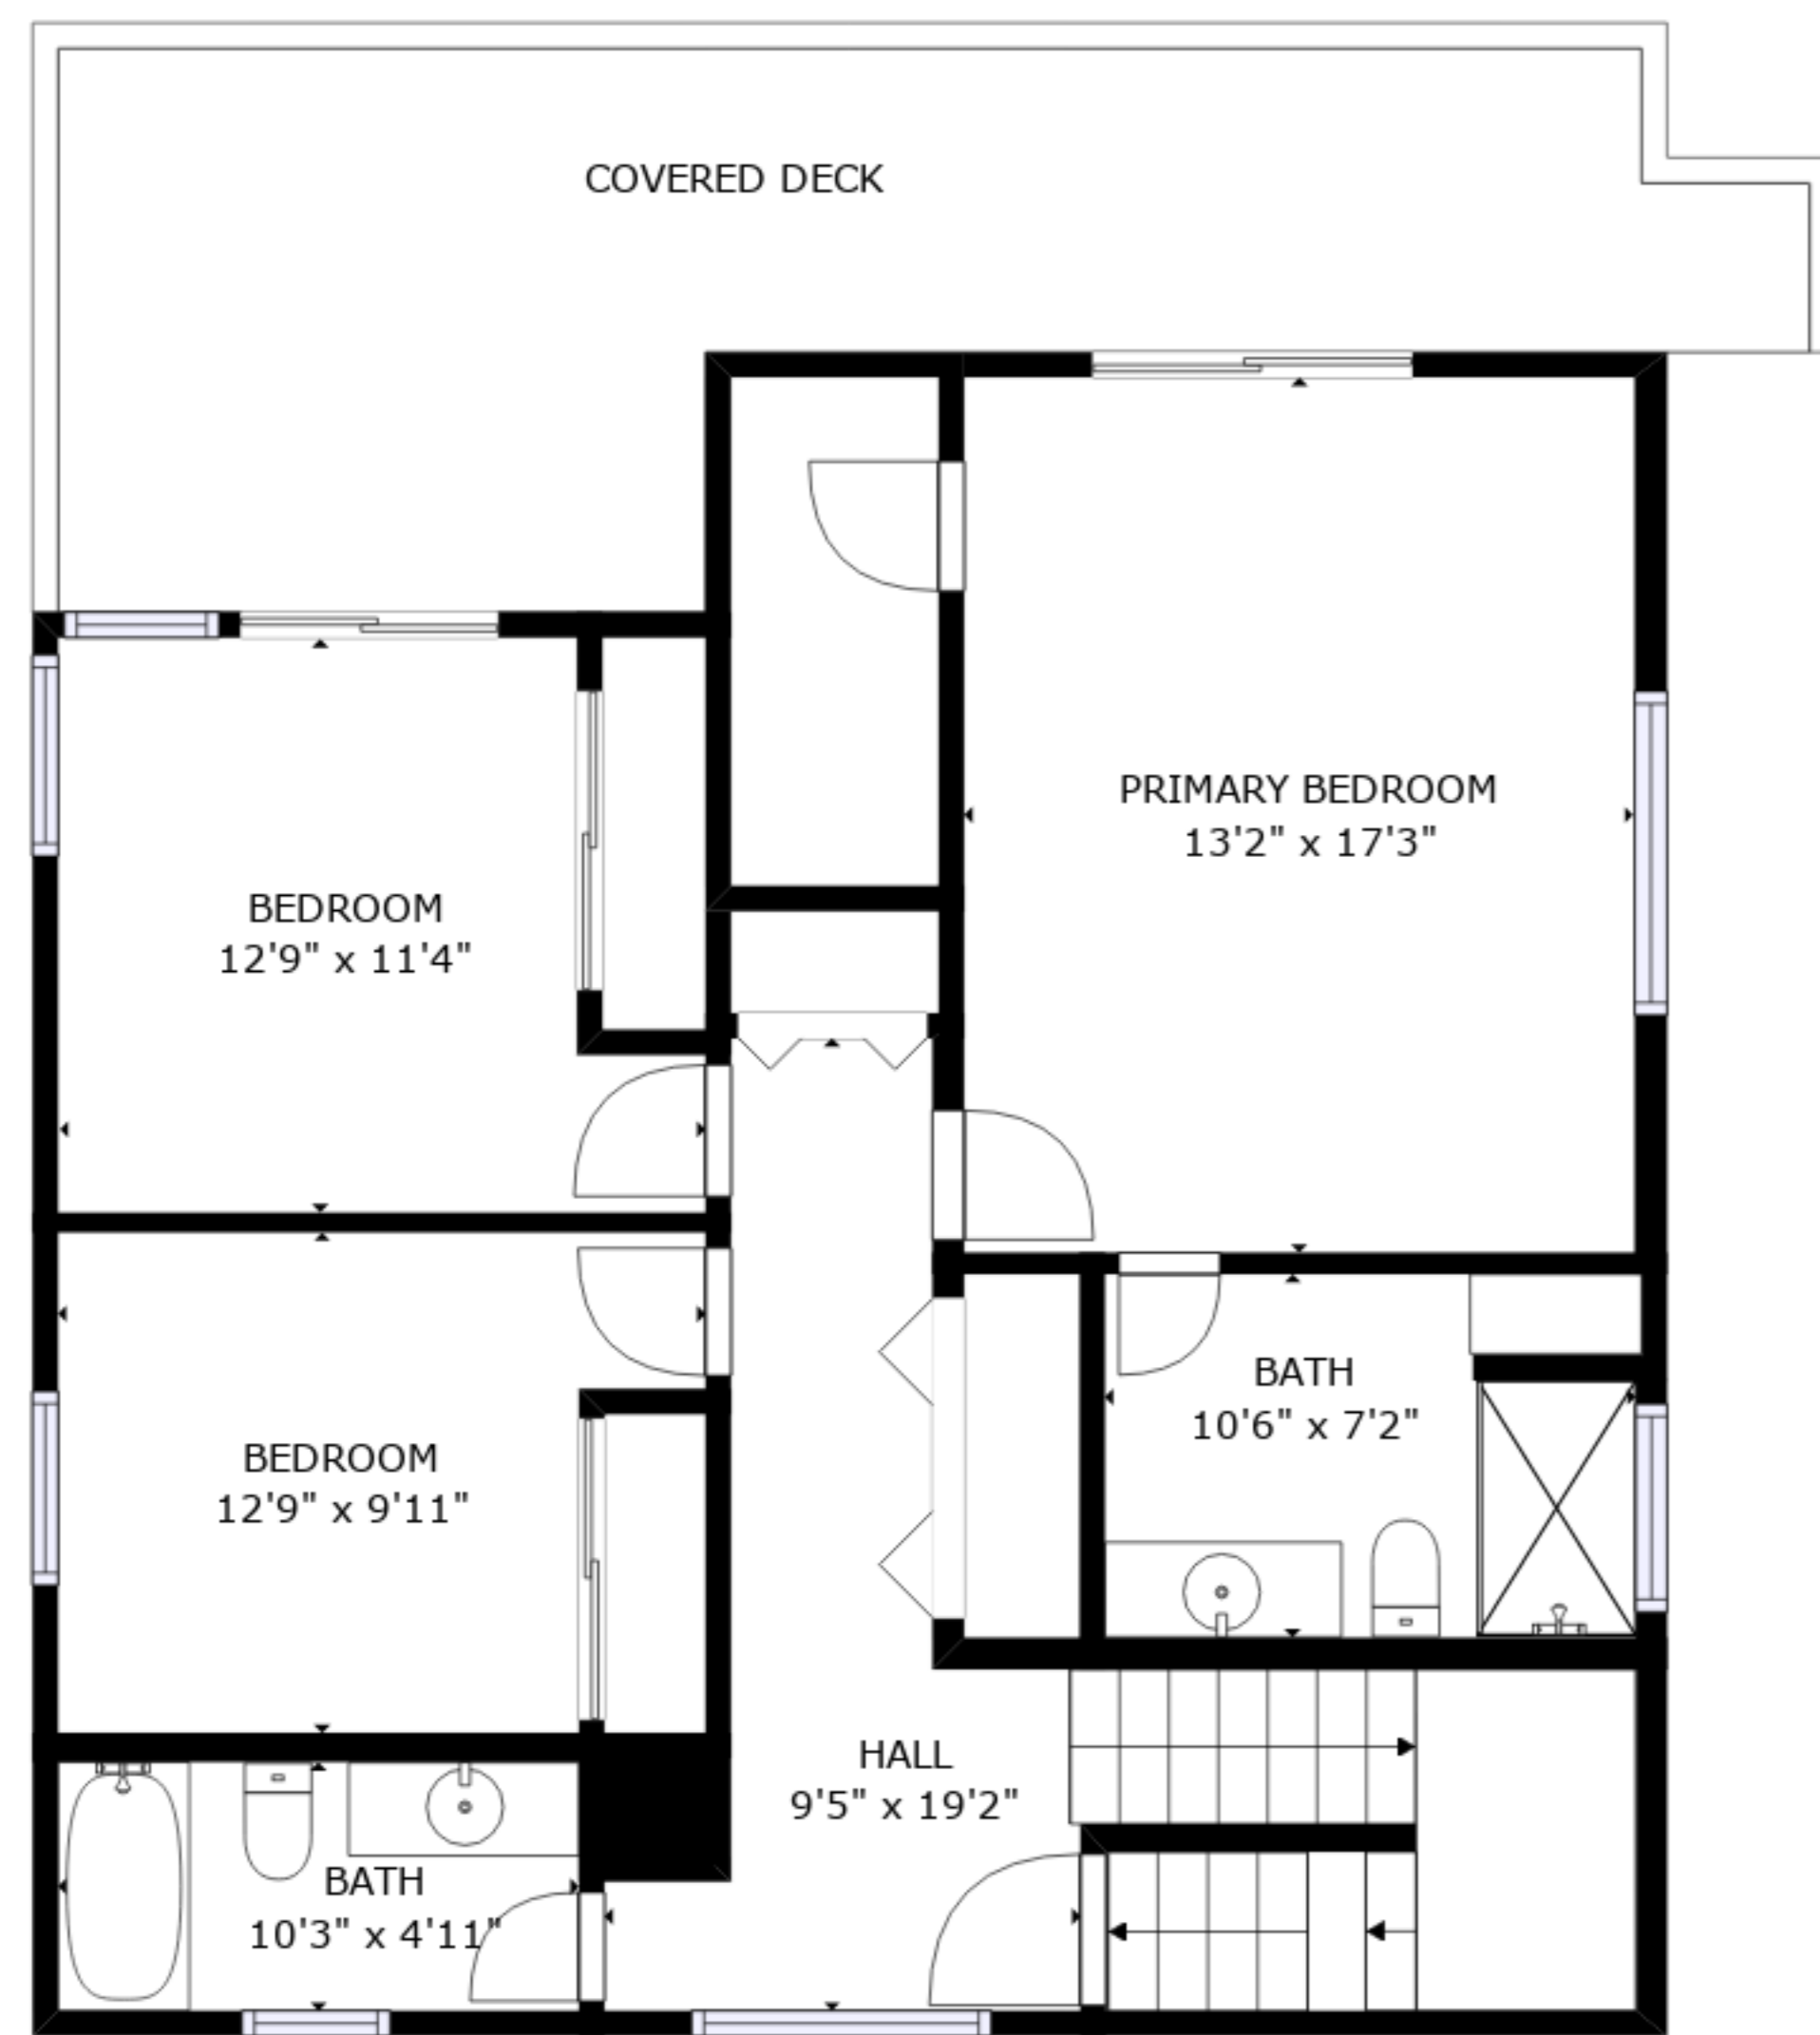 COVERED DECK
PRIMARY BEDROOM
13'2" x 17'3"
BEDROOM
12'9" x 11'4"
BATH
10'6" x 7'2"
BEDROOM
12'9" x 9'11"
HALL
9'5" x 19'2"
BATH
10'3" x 4'11"